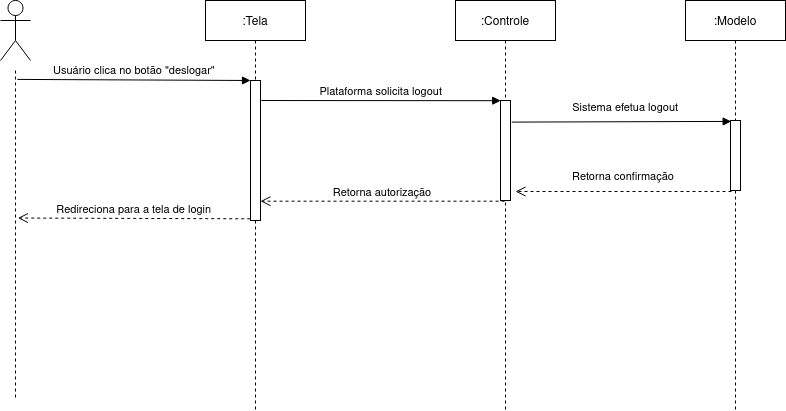 :Tela
:Controle
:Modelo
Usuário clica no botão "deslogar"
Plataforma solicita logout
Sistema efetua logout
Retorna confirmação
Retorna autorização
Redireciona para a tela de login